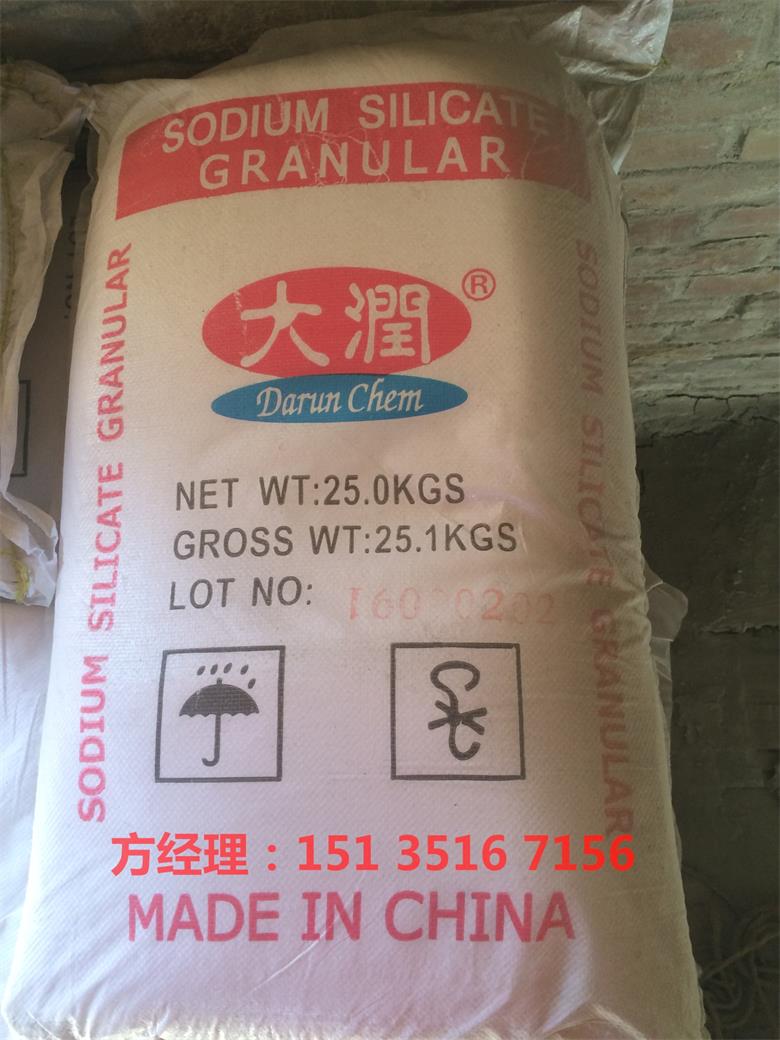 SODIUM SILICATE
GRANULAR
大潤®
Darun Chem
NET WT:25.0KGS
GROSS WT:25.1KGS
LOT NO:
SODIUM SILICATE GRANULAR
SODIUM SILICATE GRANULAR
方经理：151 3516 7156
MADE IN CHINA